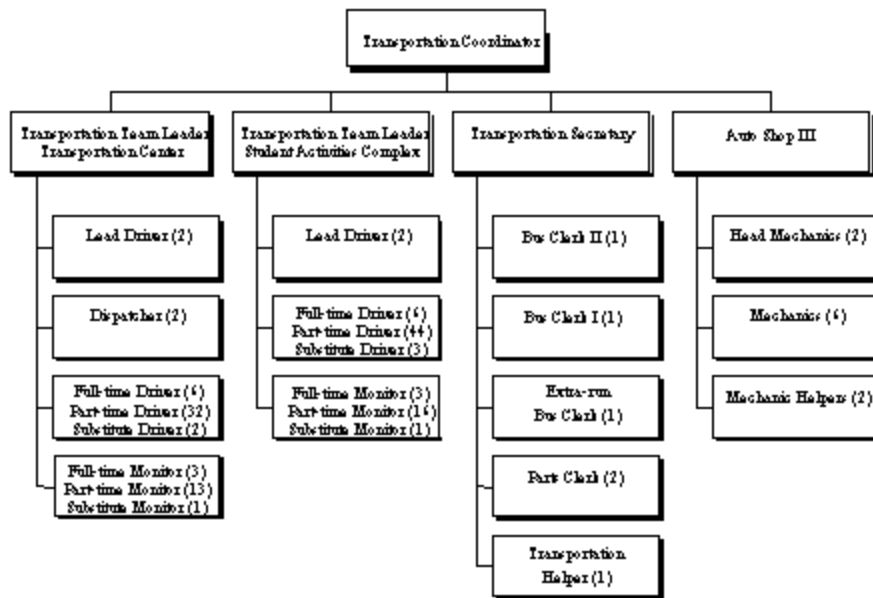 Transportation Coordinator
Transportation Team Leader
Transportation Center
Transportation Team Leader
Student Activities Complex
Transportation Secretary
Auto Shop III
Lead Driver (2)
Dispatcher (2)
Full-time Driver (6)
Part-time Driver (32)
Substitute Driver (2)
Full-time Monitor (3)
Part-time Monitor (13)
Substitute Monitor (1)
Lead Driver (2)
Full-time Driver (6)
Part-time Driver (44)
Substitute Driver (3)
Full-time Monitor (3)
Part-time Monitor (16)
Substitute Monitor (1)
Bus Clerk II (1)
Bus Clerk I (1)
Extra-run
Bus Clerk (1)
Parts Clerk (2)
Transportation
Helper (1)
Head Mechanics (2)
Mechanics (6)
Mechanic Helpers (2)